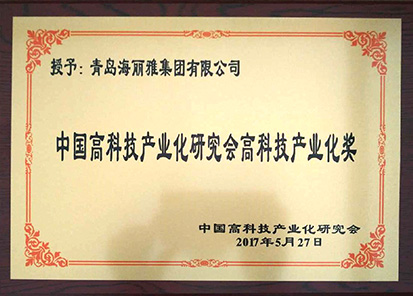 授予：青岛海丽雅集团有限公司
中国高科技产业化研究会高科技产业化奖
中国高科技产业化研究会
2017年5月27日